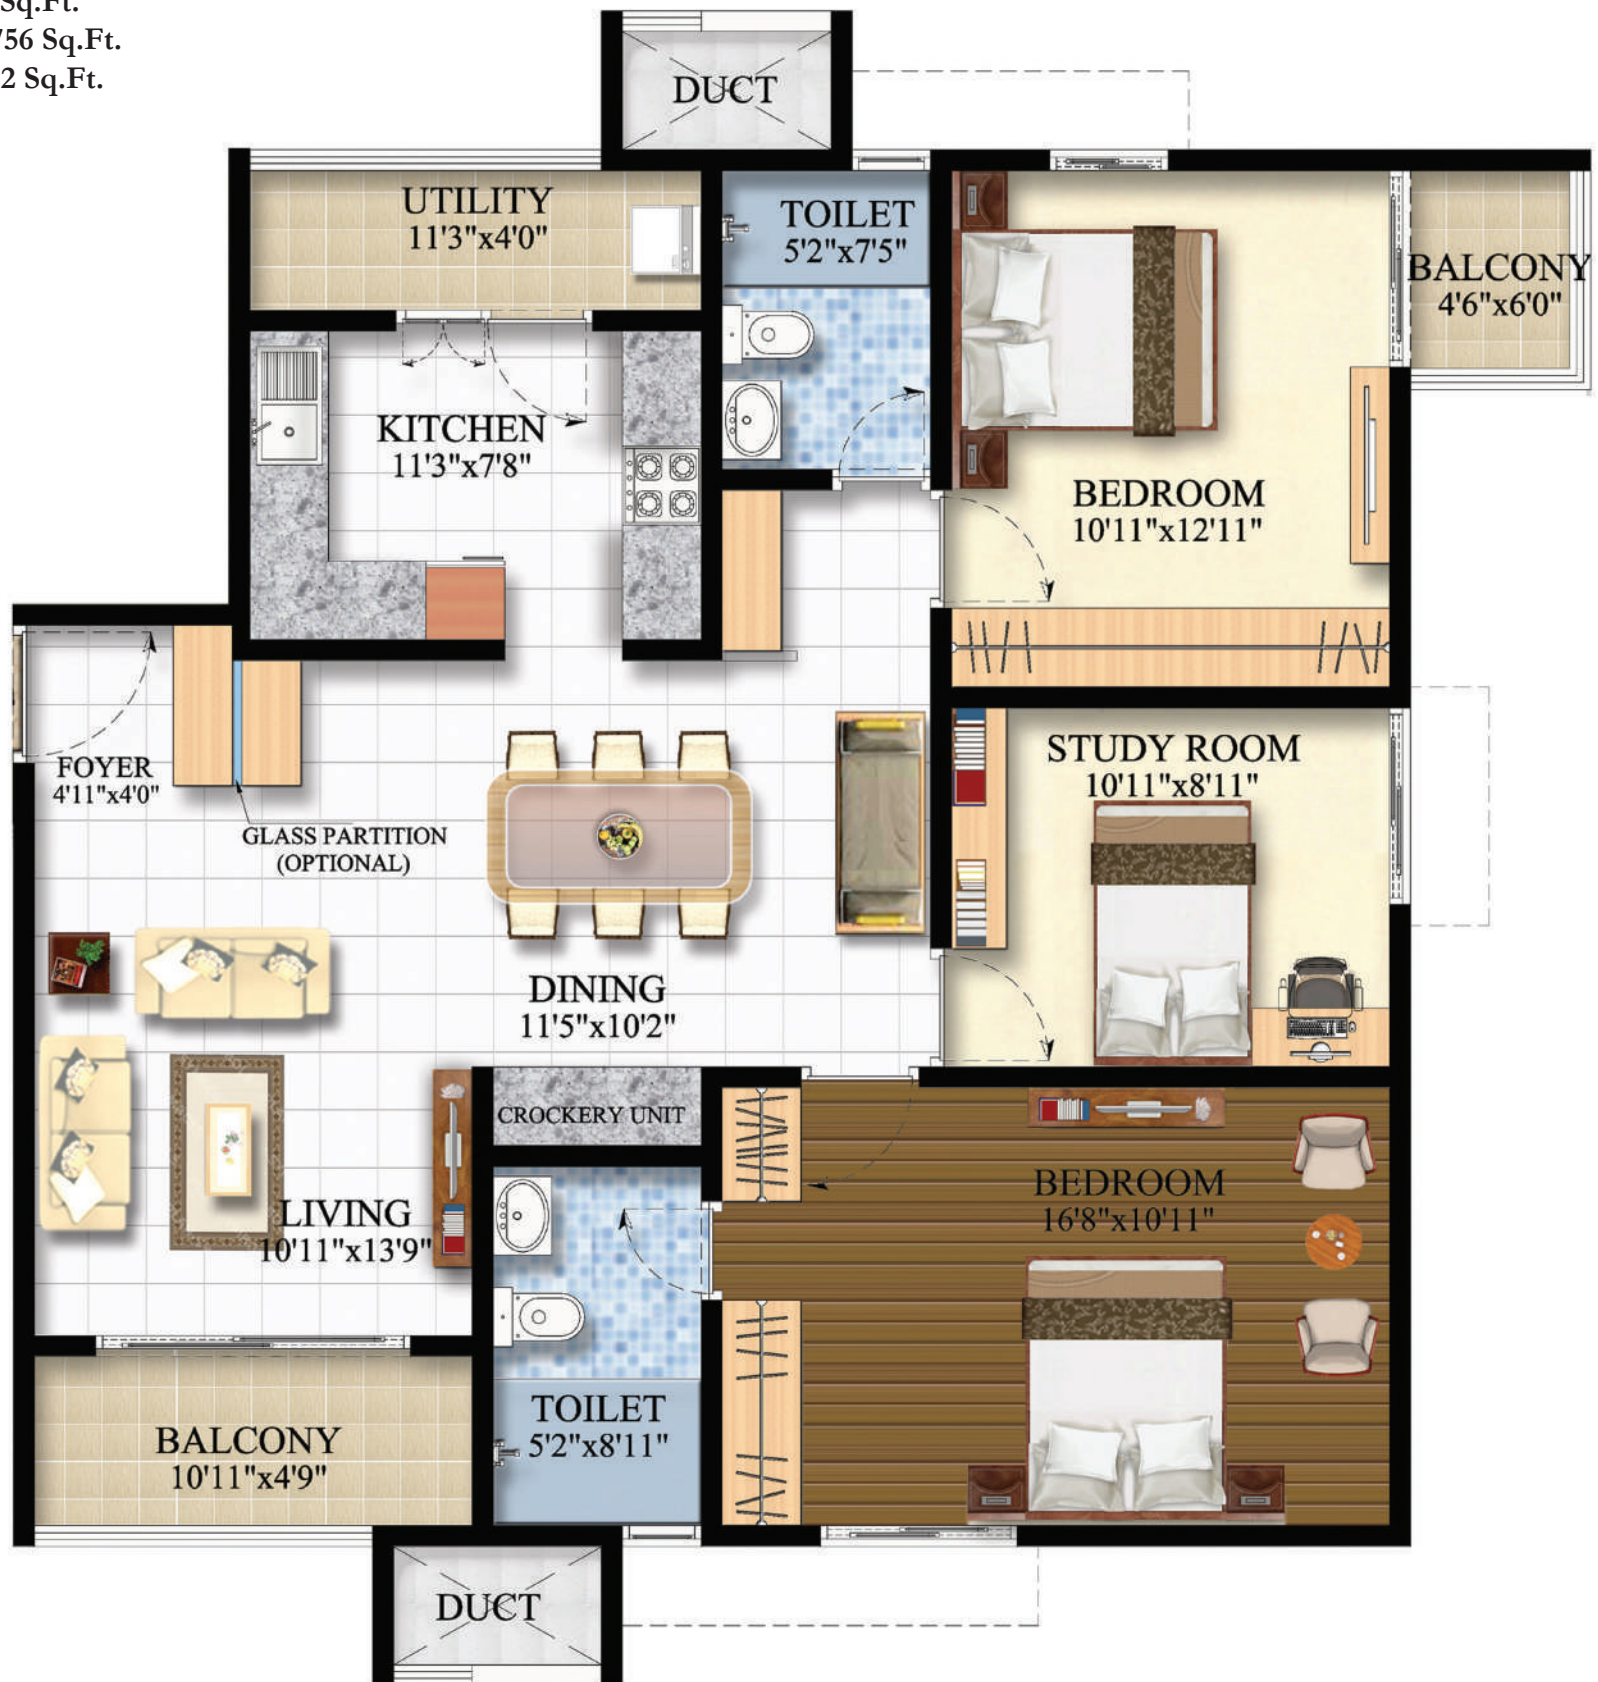 Sq.Ft.
756 Sq.Ft.
2 Sq.Ft.
DUCT
UTILITY
11'3"x4'0"
TOILET
5'2"x7'5"
BALCONY
4'6"x6'0"
KITCHEN
11'3"x7'8"
BEDROOM
10'11"x12'11"
FOYER
4'11"x4'0"
STUDY ROOM
10'11"x8'11"
GLASS PARTITION
(OPTIONAL)
DINING
11'5"x10'2"
CROCKERY UNIT
BEDROOM
16'8"x10'11"
LIVING
10'11"x13'9"
TOILET
5'2"x8'11"
BALCONY
10'11"x4'9"
DUCT